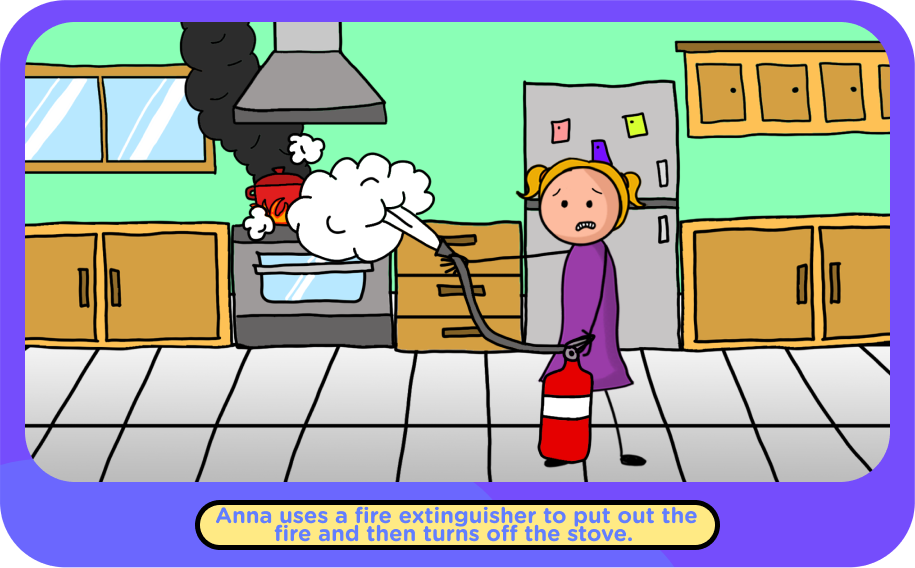 Anna uses a fire extinguisher to put out the
fire and then turns off the stove.